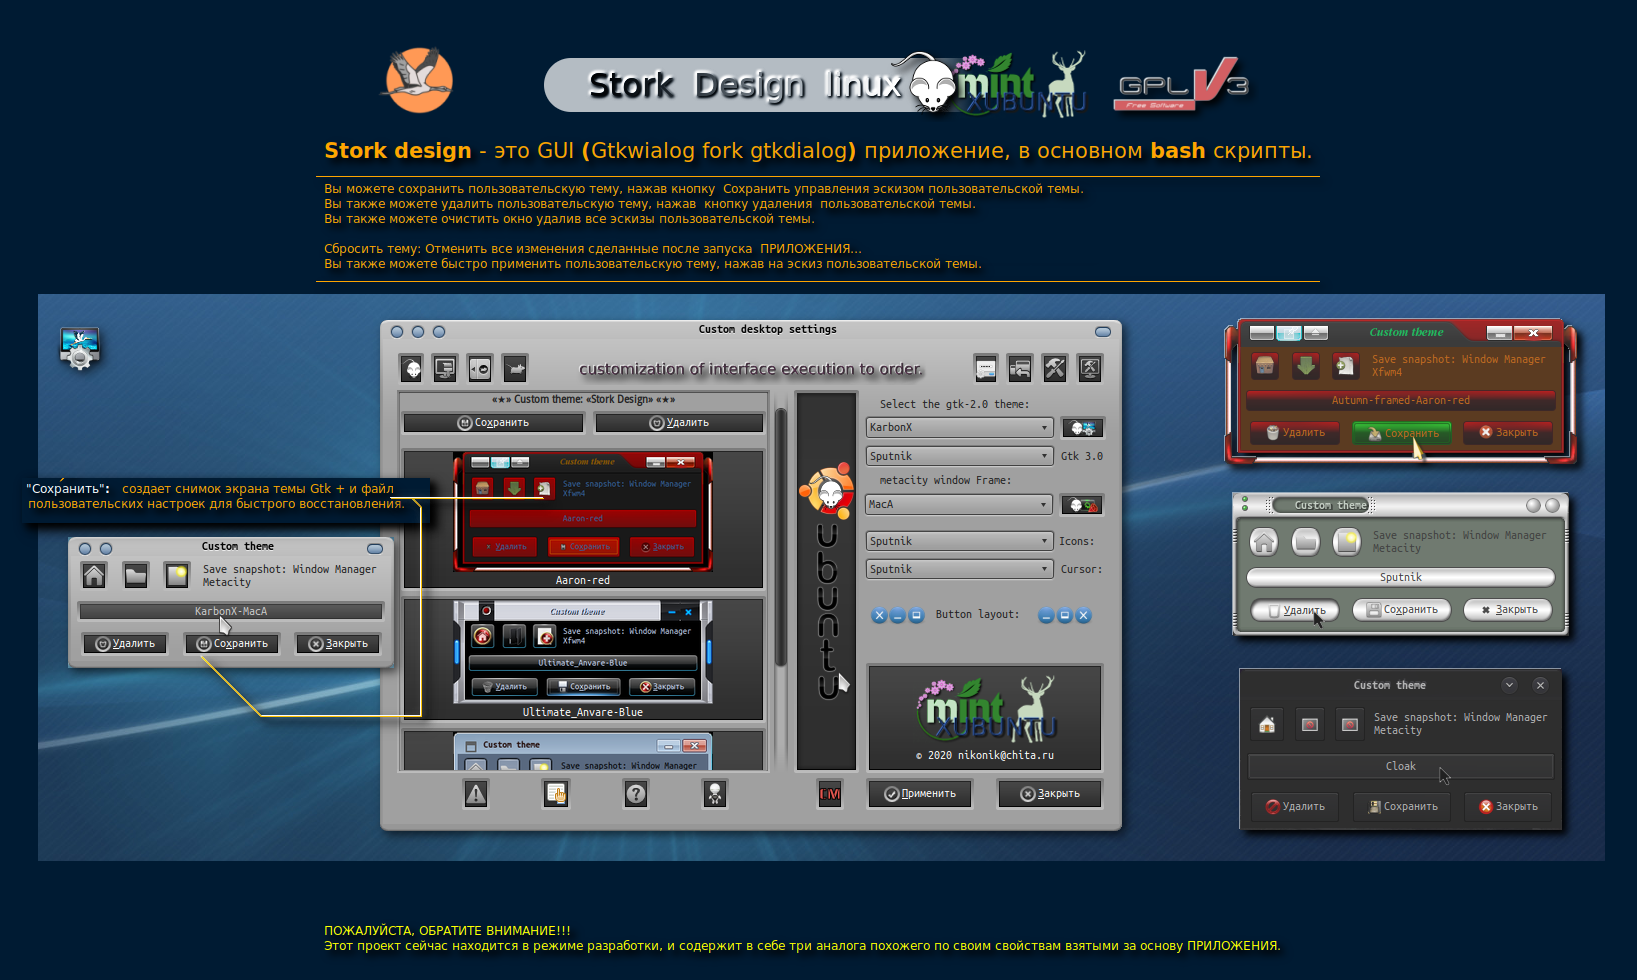 Stork Design linux mint XUBUNTU
GPL V3
Free Software
Stork design - это GUI (Gtkwialog fork gtkdialog) приложение, в основном bash скрипты.
Вы можете сохранить пользовательскую тему, нажав кнопку Сохранить управления эскизом пользовательской темы.
Вы также можете удалить пользовательскую тему, нажав кнопку удаления пользовательской темы.
Вы также можете очистить окно удалив все эскизы пользовательской темы.
Сбросить тему: Отменить все изменения сделанные после запуска ПРИЛОЖЕНИЯ...
Вы также можете быстро применить пользовательскую тему, нажав на эскиз пользовательской темы.
"Сохранить": создает снимок экрана темы Gtk + и файл
пользовательских настроек для быстрого восстановления.
Custom theme
Save snapshot: Window Manager
Metacity
KarbonX-MacA
Удалить Сохранить Закрыть
Custom desktop settings
customization of interface execution to order.
«★» Custom theme: «Stork Design» «★»
Сохранить Удалить
Custom theme
Save snapshot: Window Manager
Xfwm4
Aaron-red
Удалить Сохранить Закрыть
Aaron-red
Custom theme
Save snapshot: Window Manager
Xfwm4
Ultimate_Anvare-Blue
Удалить Сохранить Закрыть
Ultimate_Anvare-Blue
Custom theme
Save snapshot: Window Manager
ubuntu
Select the gtk-2.0 theme:
KarbonX
Sputnik Gtk 3.0
metacity window Frame:
MacA
Sputnik Icons:
Sputnik Cursor:
Button layout:
mint
XUBUNTU
© 2020 nikonik@chita.ru
Применить Закрыть
Custom theme
Save snapshot: Window Manager
Xfwm4
Autumn-framed-Aaron-red
Удалить Сохранить Закрыть
Custom theme
Save snapshot: Window Manager
Metacity
Sputnik
Удалить Сохранить Закрыть
Custom theme
Save snapshot: Window Manager
Metacity
Cloak
Удалить Сохранить Закрыть
ПОЖАЛУЙСТА, ОБРАТИТЕ ВНИМАНИЕ!!!
Этот проект сейчас находится в режиме разработки, и содержит в себе три аналога похожего по своим свойствам взятыми за основу ПРИЛОЖЕНИЯ.